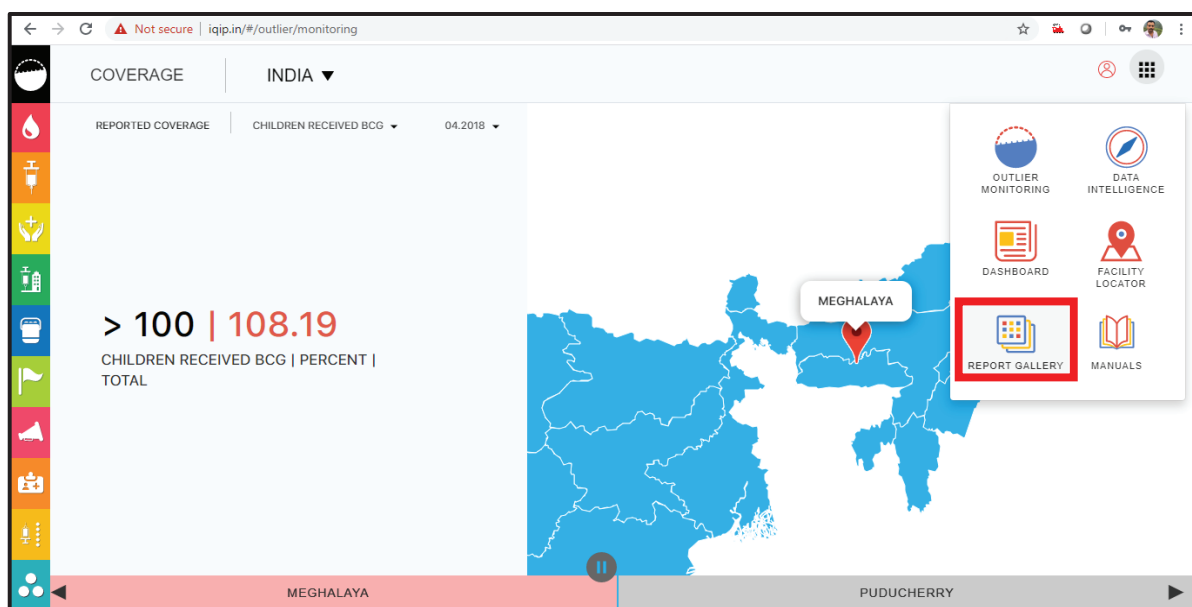 Not secure | iqip.in/#/outlier/monitoring
COVERAGE
INDIA ▼
REPORTED COVERAGE
CHILDREN RECEIVED BCG
04.2018
> 100 | 108.19
CHILDREN RECEIVED BCG | PERCENT |
TOTAL
MEGHALAYA
OUTLIER
MONITORING
DATA
INTELLIGENCE
DASHBOARD
FACILITY
LOCATOR
REPORT GALLERY
MANUALS
MEGHALAYA
PUDUCHERRY